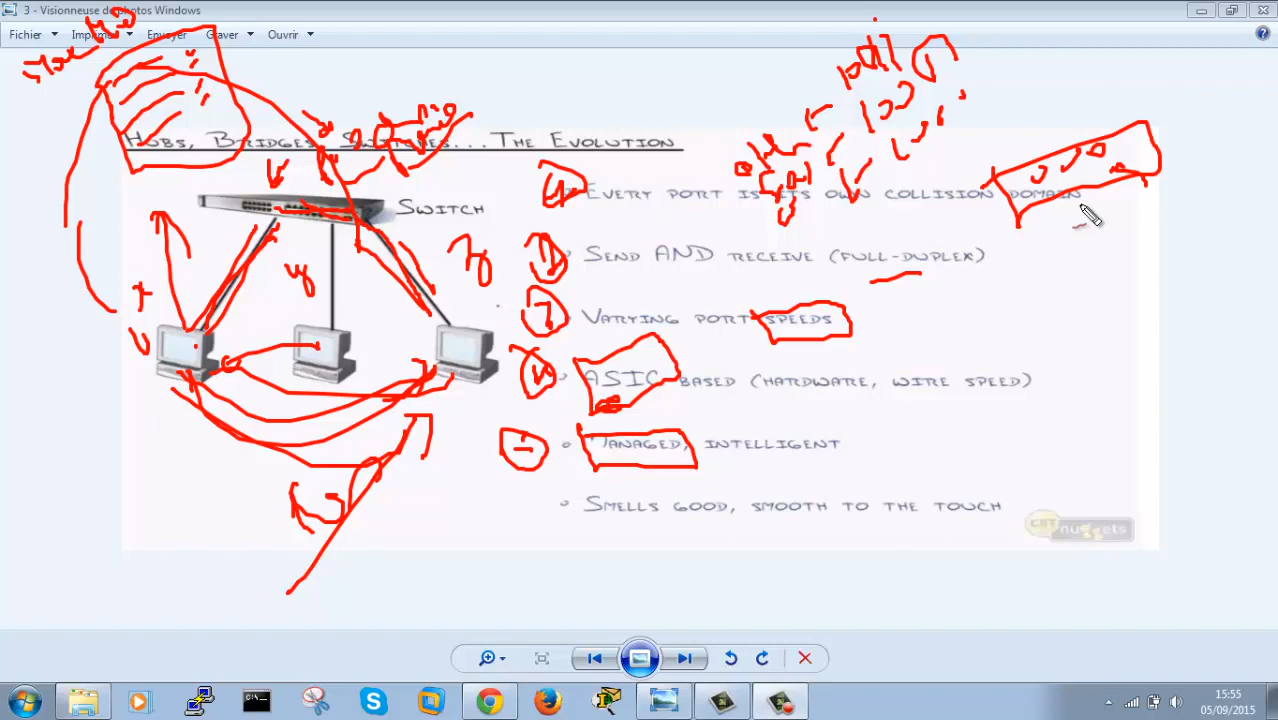 3 - Visionneuse de photos Windows
Fichier Imprimer Envoyer Graver Ouvrir
Hubs, Bridges, Switches... The Evolution
Switch
Every port is its own collision domain
Send AND receive (full-duplex)
Varying port speeds
ASIC based (hardware, wire speed)
Managed, intelligent
Smells good, smooth to the touch
CBT
nuggets
15:55
05/09/2015